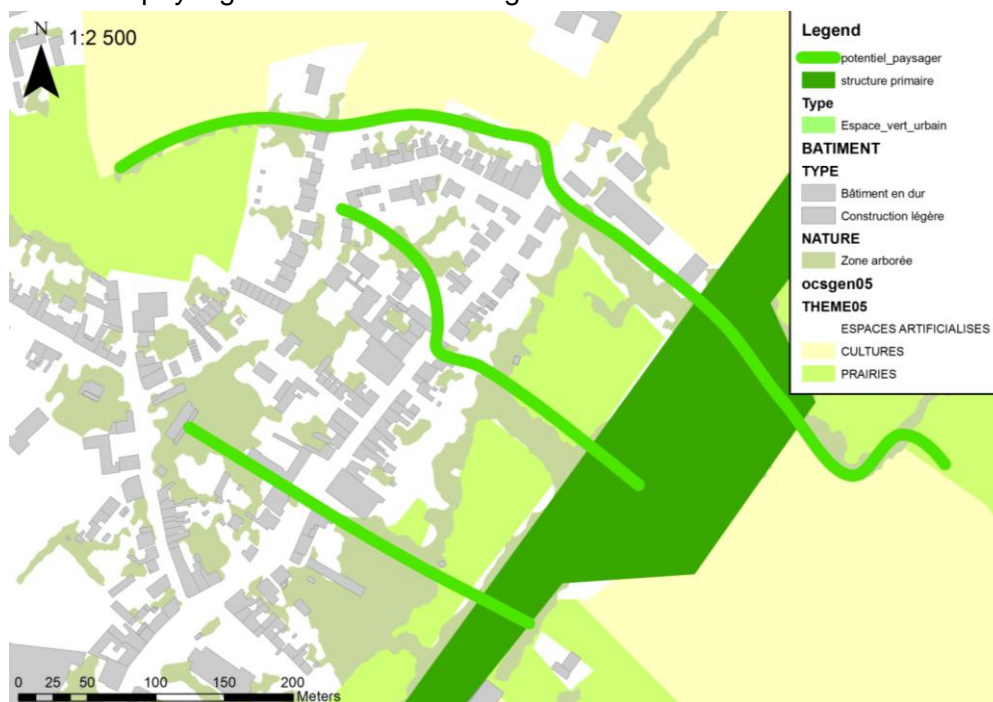 N
1:2 500
Legend
potentiel_paysager
structure primaire
Type
Espace_vert_urbain
BATIMENT
TYPE
Bâtiment en dur
Construction légère
NATURE
Zone arborée
ocsgen05
THEME05
ESPACES ARTIFICIALISES
CULTURES
PRAIRIES
0 25 50 100 150 200
Meters